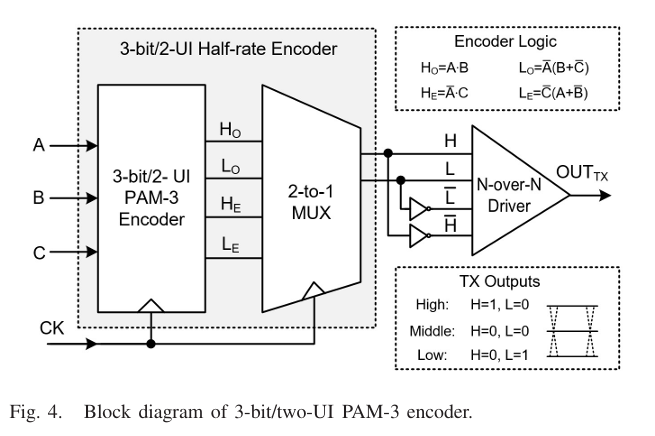 3-bit/2-UI Half-rate Encoder
Encoder Logic
H_O=A·B
L_O=A̅(B+C̅)
H_E=A̅·C
L_E=C̅(A+B̅)
A
B
C
CK
3-bit/2- UI
PAM-3
Encoder
H_O
L_O
H_E
L_E
2-to-1
MUX
H
L
L̅
H̅
N-over-N
Driver
OUT_TX
TX Outputs
High: H=1, L=0
Middle: H=0, L=0
Low: H=0, L=1
Fig. 4. Block diagram of 3-bit/two-UI PAM-3 encoder.